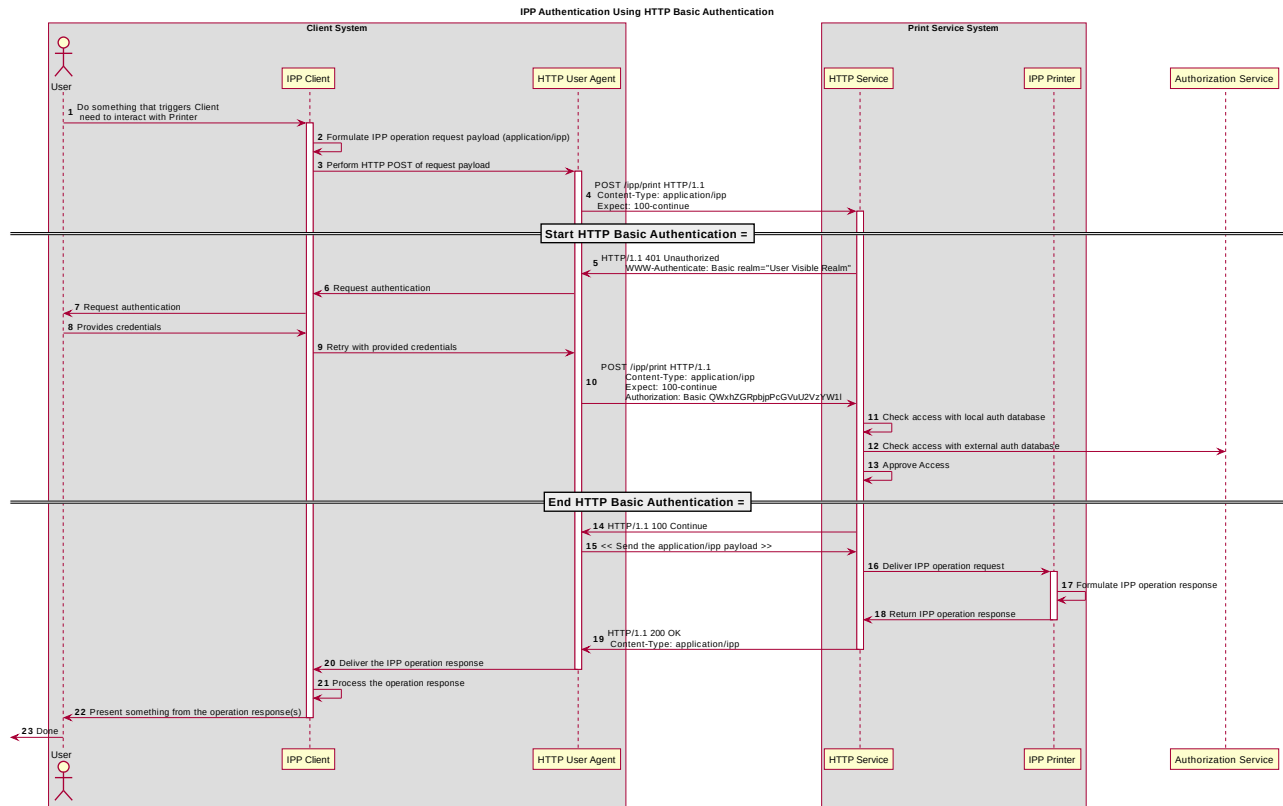 IPP Authentication Using HTTP Basic Authentication
Client System
Print Service System
User
IPP Client
HTTP User Agent
HTTP Service
IPP Printer
Authorization Service
1 Do something that triggers Client
need to interact with Printer
2 Formulate IPP operation request payload (application/ipp)
3 Perform HTTP POST of request payload
POST /ipp/print HTTP/1.1
4 Content-Type: application/ipp
Expect: 100-continue
Start HTTP Basic Authentication =
5 HTTP/1.1 401 Unauthorized
WWW-Authenticate: Basic realm="User Visible Realm"
6 Request authentication
7 Request authentication
8 Provides credentials
9 Retry with provided credentials
POST /ipp/print HTTP/1.1
Content-Type: application/ipp
10 Expect: 100-continue
Authorization: Basic QWxhZGRpbjpPcGVuU2VzYW1l
11 Check access with local auth database
12 Check access with external auth database
13 Approve Access
End HTTP Basic Authentication =
14 HTTP/1.1 100 Continue
15 << Send the application/ipp payload >>
16 Deliver IPP operation request
17 Formulate IPP operation response
18 Return IPP operation response
19 HTTP/1.1 200 OK
Content-Type: application/ipp
20 Deliver the IPP operation response
21 Process the operation response
22 Present something from the operation response(s)
23 Done
User
IPP Client
HTTP User Agent
HTTP Service
IPP Printer
Authorization Service